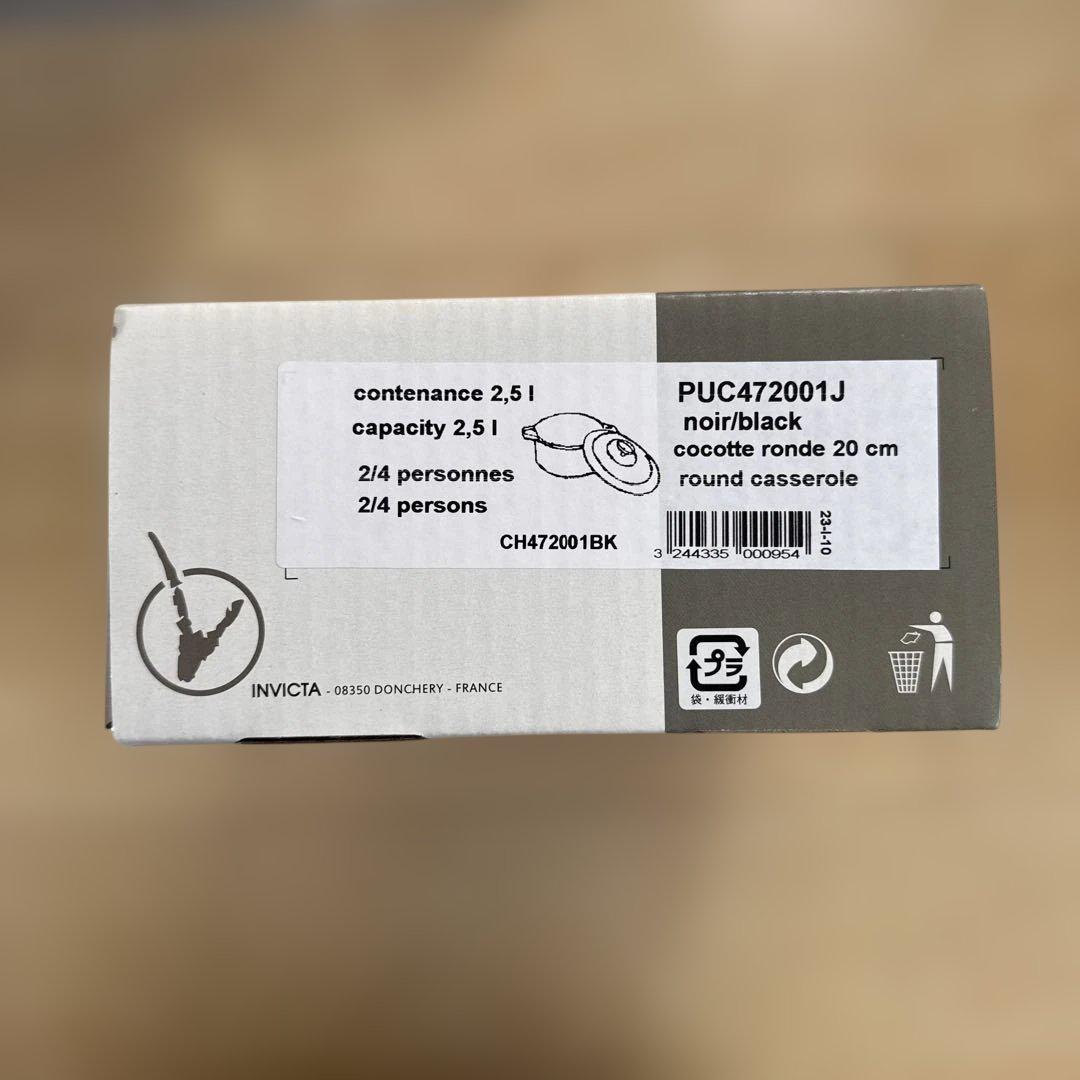 contenance 2,5 l
capacity 2,5 l
2/4 personnes
2/4 persons
CH472001BK
PUC472001J
noir/black
cocotte ronde 20 cm
round casserole
3 244335 000954
23-I-10
INVICTA - 08350 DONCHERY - FRANCE
プラ
袋・緩衝材